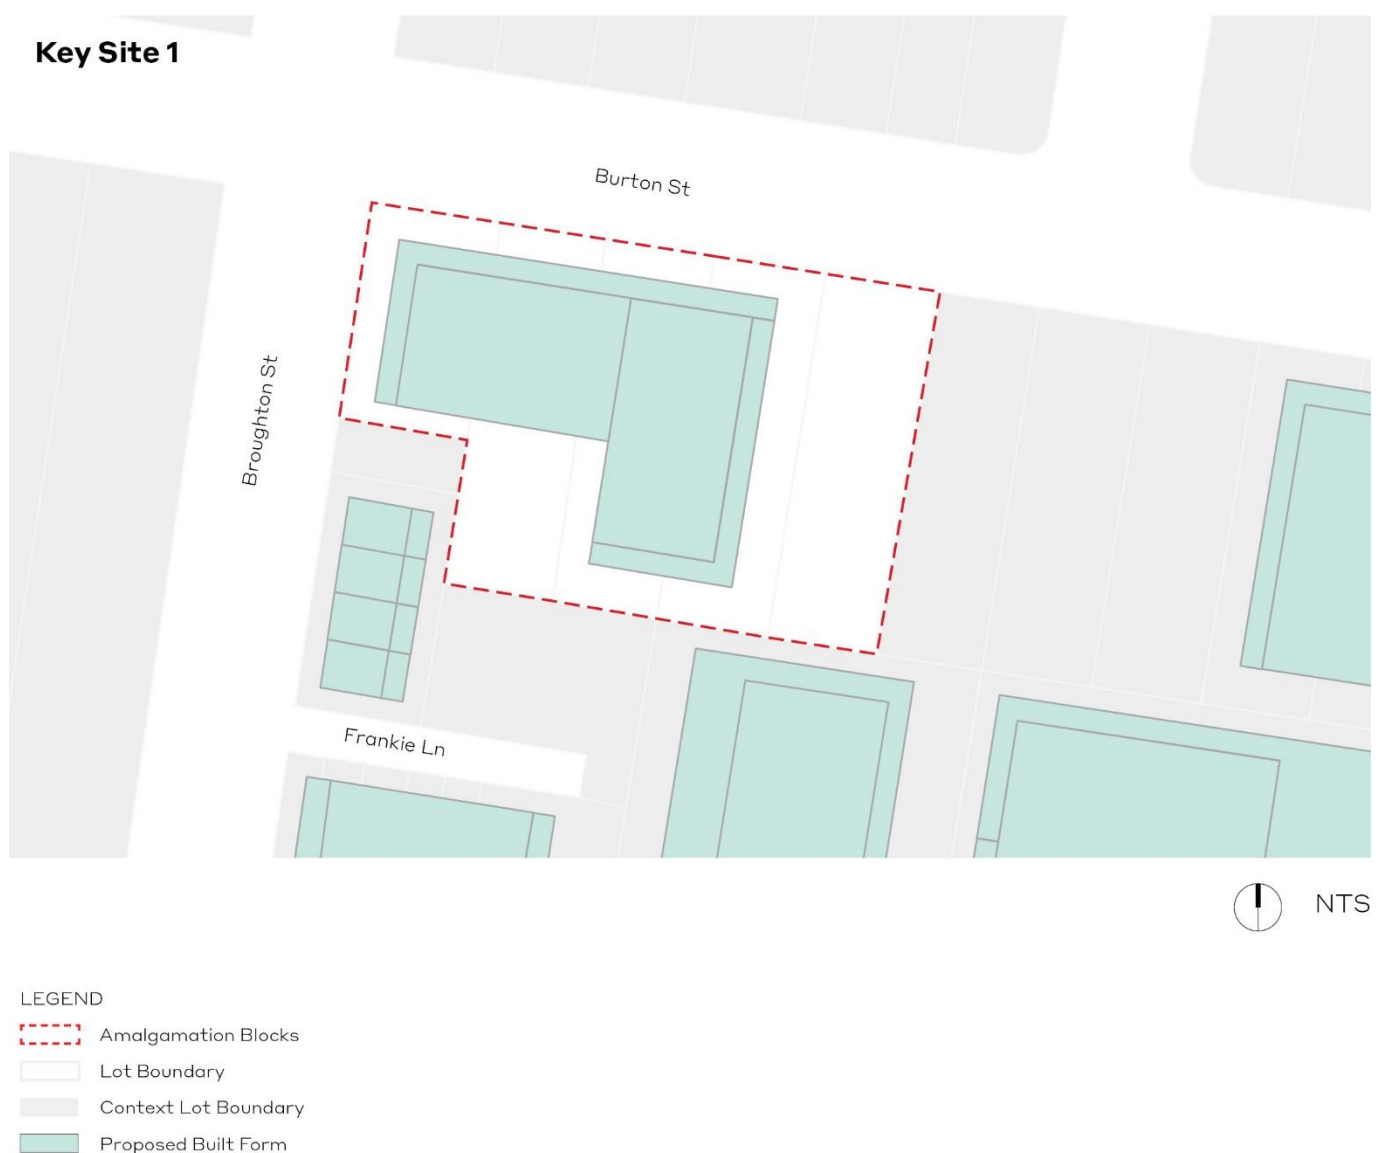 Key Site 1
Burton St
Broughton St
Frankie Ln
NTS
LEGEND
Amalgamation Blocks
Lot Boundary
Context Lot Boundary
Proposed Built Form